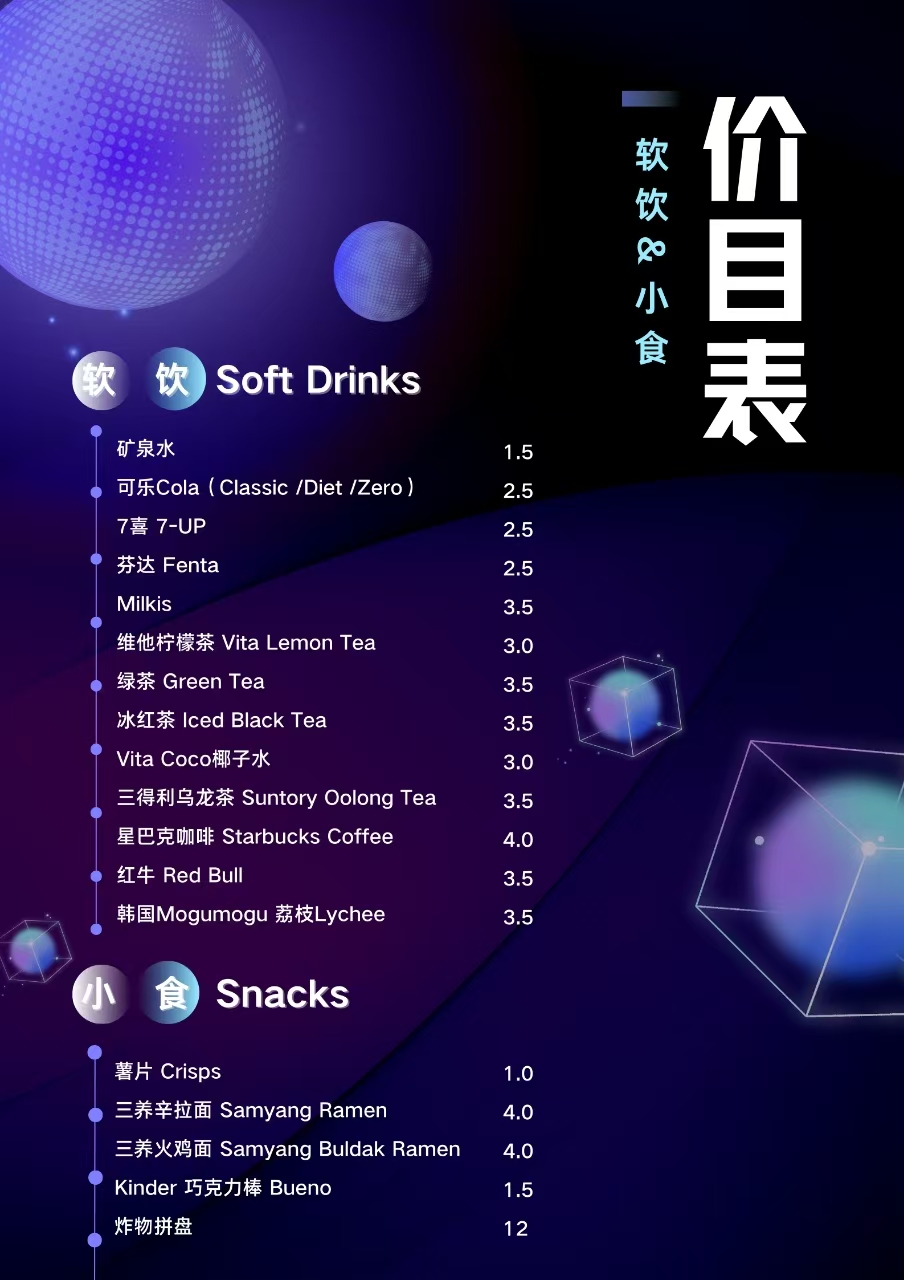 价目表
软饮&小食
软饮 Soft Drinks
矿泉水 1.5
可乐Cola（Classic /Diet /Zero） 2.5
7喜 7-UP 2.5
芬达 Fenta 2.5
Milkis 3.5
维他柠檬茶 Vita Lemon Tea 3.0
绿茶 Green Tea 3.5
冰红茶 Iced Black Tea 3.5
Vita Coco椰子水 3.0
三得利乌龙茶 Suntory Oolong Tea 3.5
星巴克咖啡 Starbucks Coffee 4.0
红牛 Red Bull 3.5
韩国Mogumogu 荔枝Lychee 3.5
小食 Snacks
薯片 Crisps 1.0
三养辛拉面 Samyang Ramen 4.0
三养火鸡面 Samyang Buldak Ramen 4.0
Kinder 巧克力棒 Bueno 1.5
炸物拼盘 12